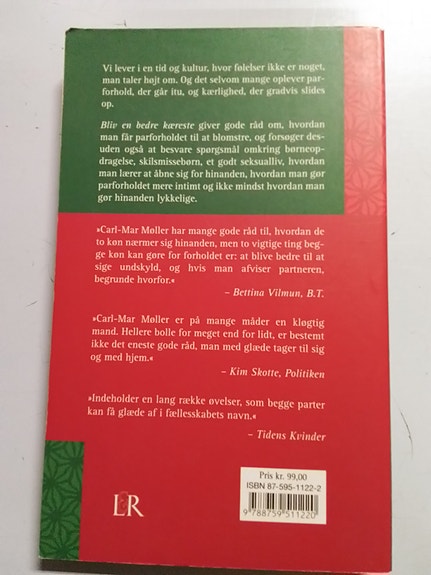 Vi lever i en tid og kultur, hvor følelser ikke er noget,
man taler højt om. Og det selvom mange oplever par-
forhold, der går itu, og kærlighed, der gradvis slides
op.
Bliv en bedre kæreste giver gode råd om, hvordan
man får parforholdet til at blomstre, og forsøger des-
uden også at besvare spørgsmål omkring børneop-
dragelse, skilsmissebørn, et godt seksualliv, hvordan
man lærer at åbne sig for hinanden, hvordan man gør
parforholdet mere intimt og ikke mindst hvordan man
gør hinanden lykkelige.
»Carl-Mar Møller har mange gode råd til, hvordan de
to køn nærmer sig hinanden, men to vigtige ting beg-
ge køn kan gøre for forholdet er: at blive bedre til at
sige undskyld, og hvis man afviser partneren,
begrunde hvorfor.«
– Bettina Vilmun, B.T.
»Carl-Mar Møller er på mange måder en kløgtig
mand. Hellere bolle for meget end for lidt, er bestemt
ikke det eneste gode råd, man med glæde tager til sig
og med hjem.«
– Kim Skotte, Politiken
»Indeholder en lang række øvelser, som begge parter
kan få glæde af i fællesskabets navn.«
– Tidens Kvinder
Pris kr. 99,00
ISBN 87-595-1122-2
9 788759 511220
L&R